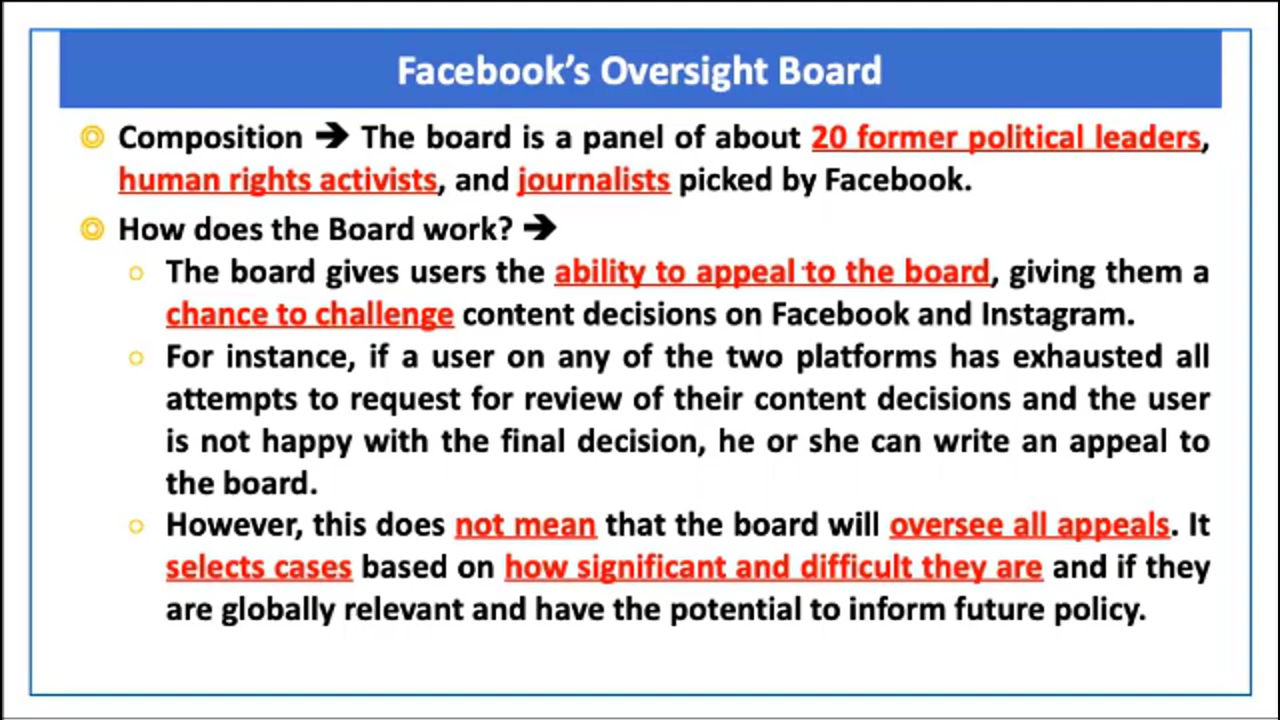 Facebook's Oversight Board
Composition ➔ The board is a panel of about 20 former political leaders,
human rights activists, and journalists picked by Facebook.
How does the Board work? ➔
The board gives users the ability to appeal to the board, giving them a
chance to challenge content decisions on Facebook and Instagram.
For instance, if a user on any of the two platforms has exhausted all
attempts to request for review of their content decisions and the user
is not happy with the final decision, he or she can write an appeal to
the board.
However, this does not mean that the board will oversee all appeals. It
selects cases based on how significant and difficult they are and if they
are globally relevant and have the potential to inform future policy.